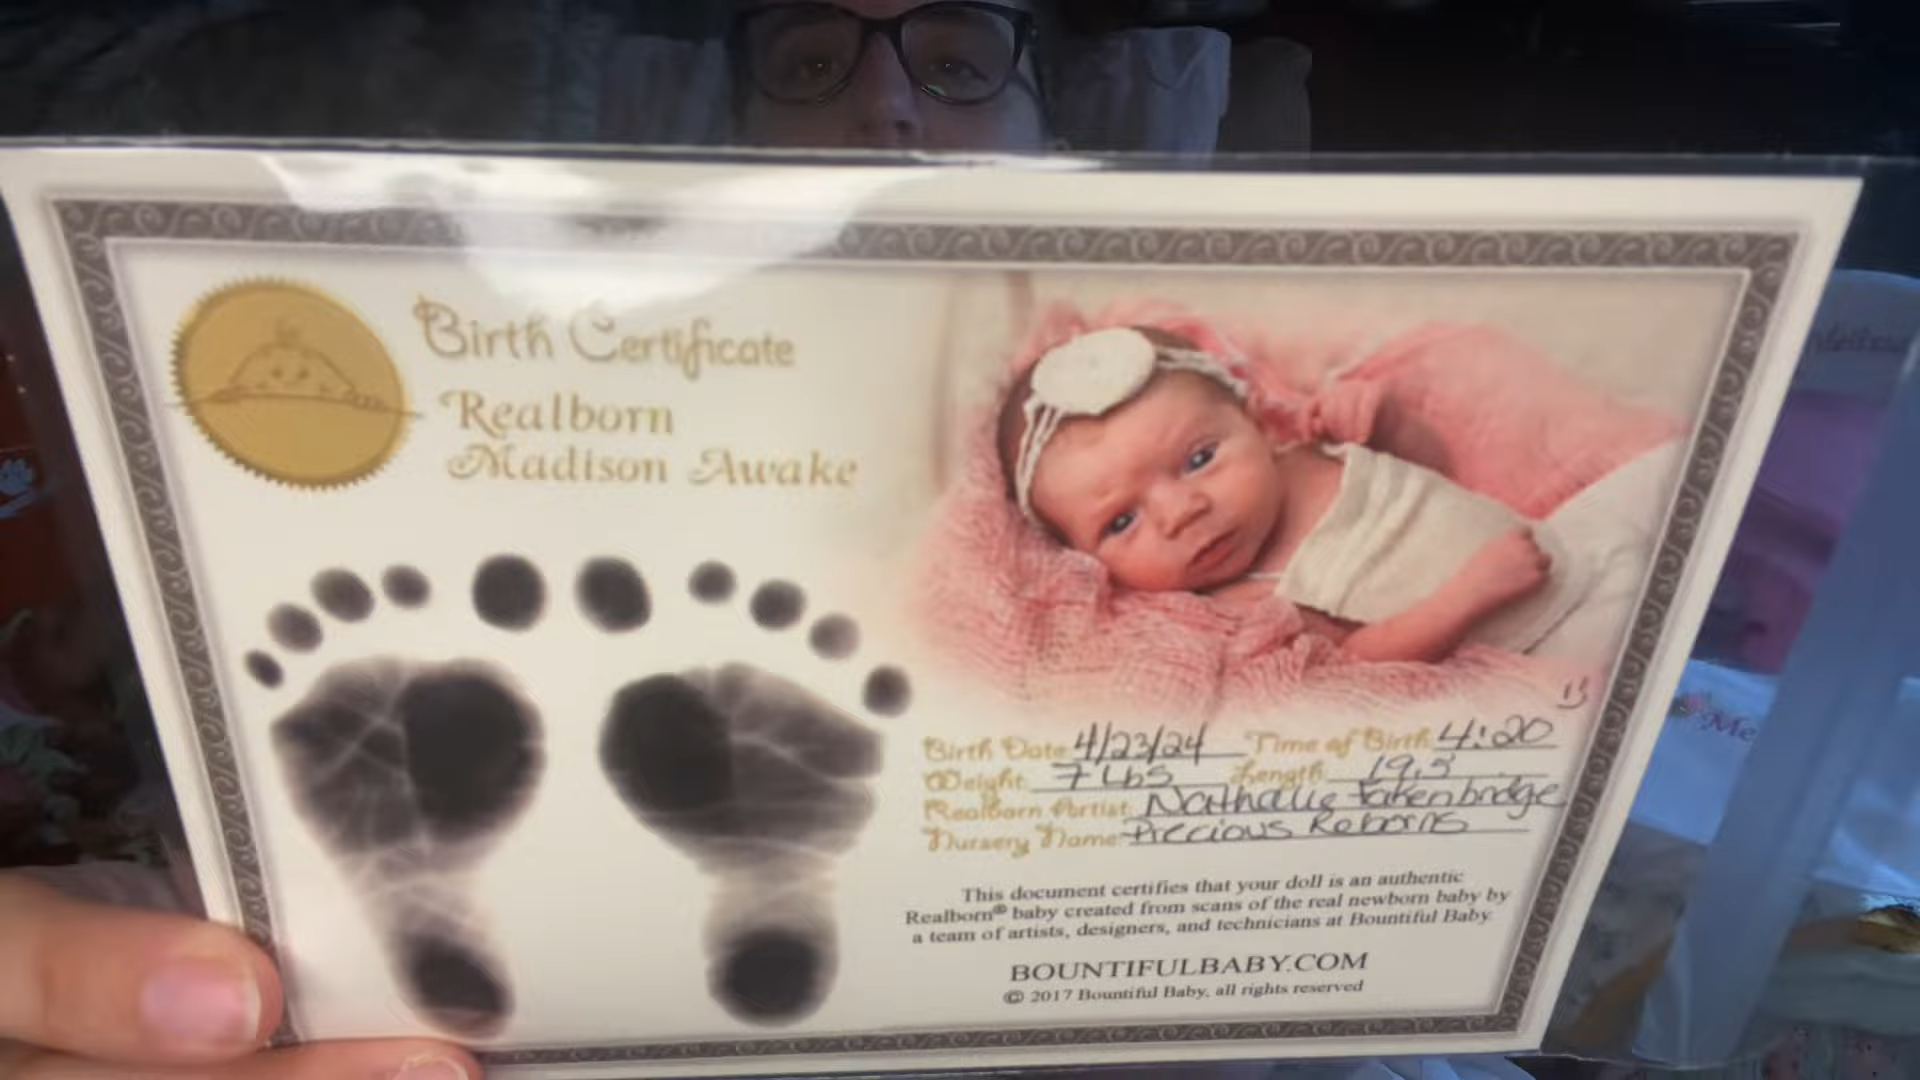 Birth Certificate
Realborn
Madison Awake
Birth Date 4/23/24 Time of Birth 4:20
Weight 7 Lbs Length 19.5
Realborn Artist: Nathalie
Nursery Name Precious Reborns
This document certifies that your doll is an authentic
Realborn® baby created from scans of the real newborn baby by
a team of artists, designers, and technicians at Bountiful Baby
BOUNTIFULBABY.COM
© 2017 Bountiful Baby, all rights reserved
Me